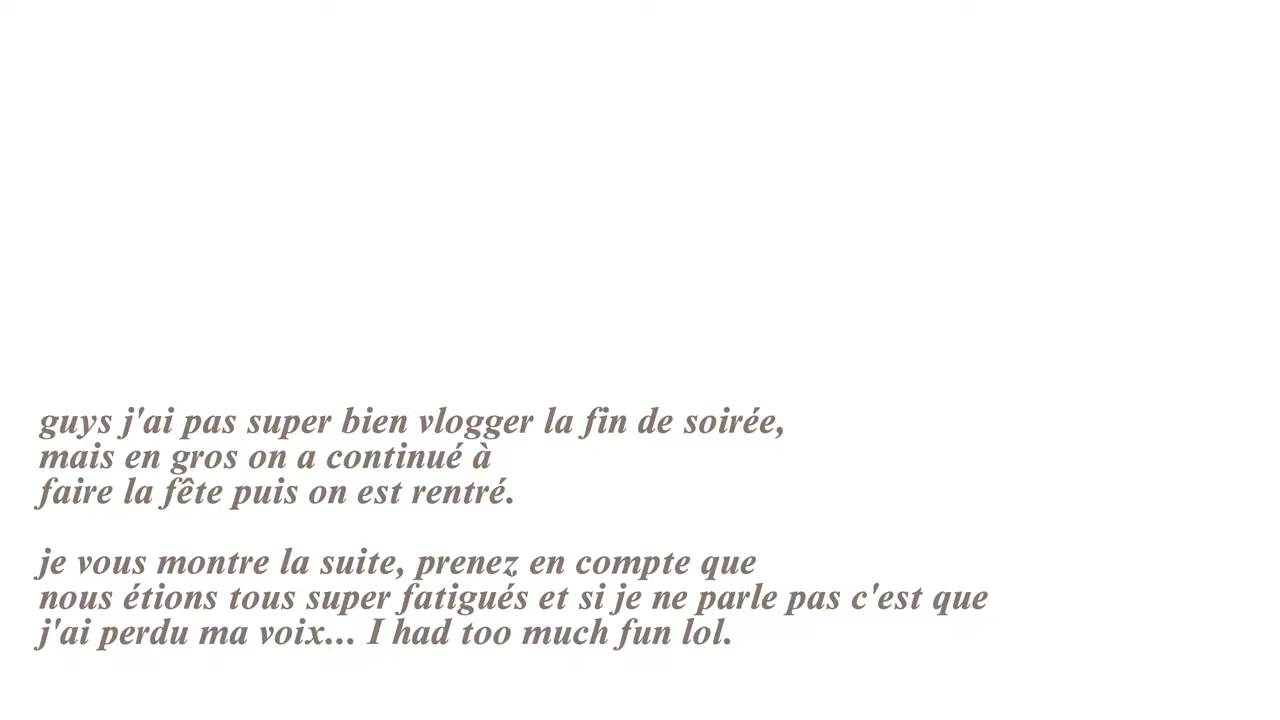 guys j'ai pas super bien vlogger la fin de soirée,
mais en gros on a continué à
faire la fête puis on est rentré.
je vous montre la suite, prenez en compte que
nous étions tous super fatigués et si je ne parle pas c'est que
j'ai perdu ma voix... I had too much fun lol.